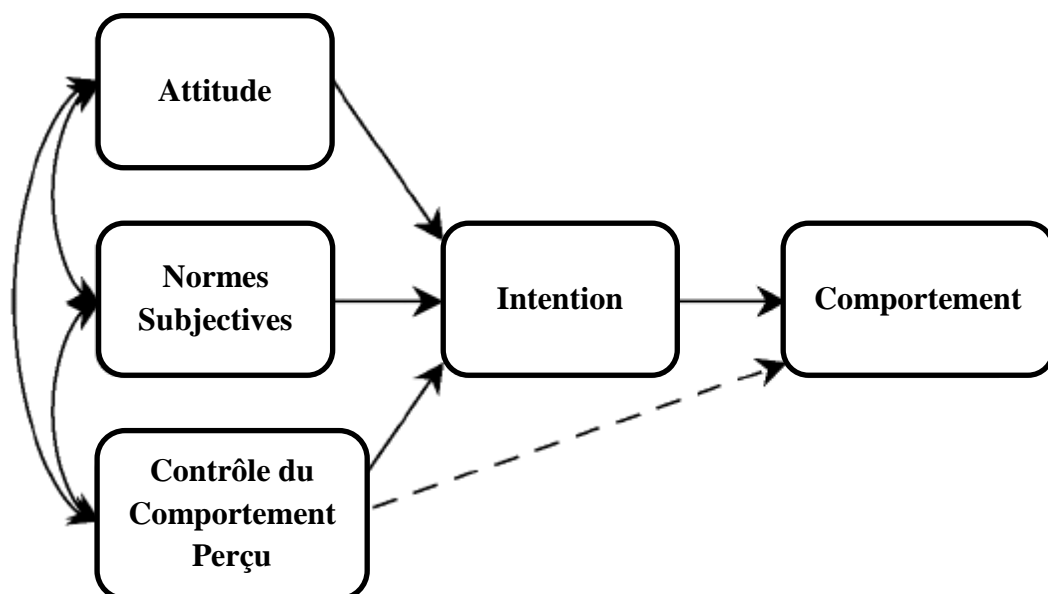 Attitude
Normes
Subjectives
Intention
Comportement
Contrôle du
Comportement
Perçu